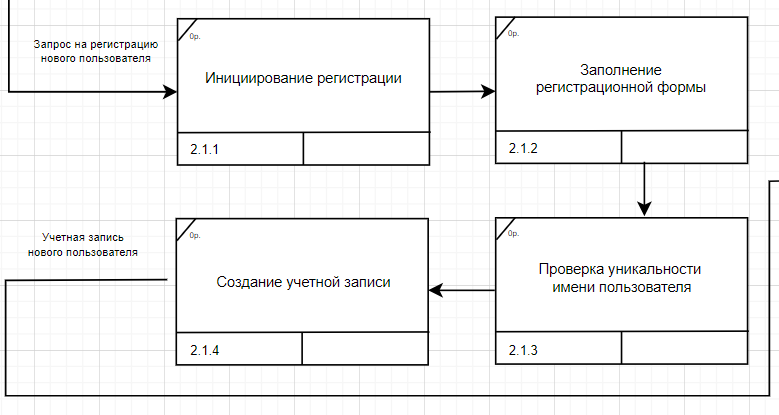 Запрос на регистрацию
нового пользователя
0р.
Инициирование регистрации
2.1.1
0р.
Заполнение
регистрационной формы
2.1.2
Учетная запись
нового пользователя
0р.
Создание учетной записи
2.1.4
0р.
Проверка уникальности
имени пользователя
2.1.3